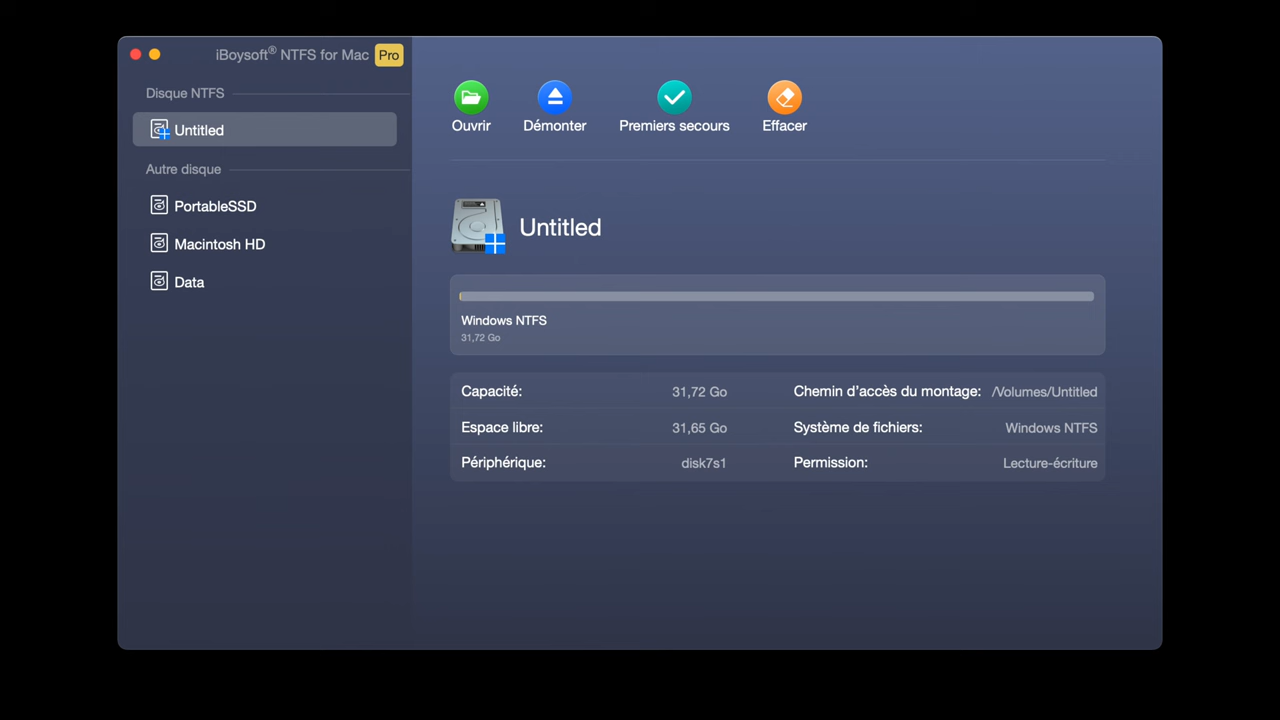 iBoysoft® NTFS for Mac Pro
Disque NTFS
Untitled
Autre disque
PortableSSD
Macintosh HD
Data
Ouvrir Démonter Premiers secours Effacer
Untitled
Windows NTFS
31,72 Go
Capacité: 31,72 Go Chemin d’accès du montage: /Volumes/Untitled
Espace libre: 31,65 Go Système de fichiers: Windows NTFS
Périphérique: disk7s1 Permission: Lecture-écriture